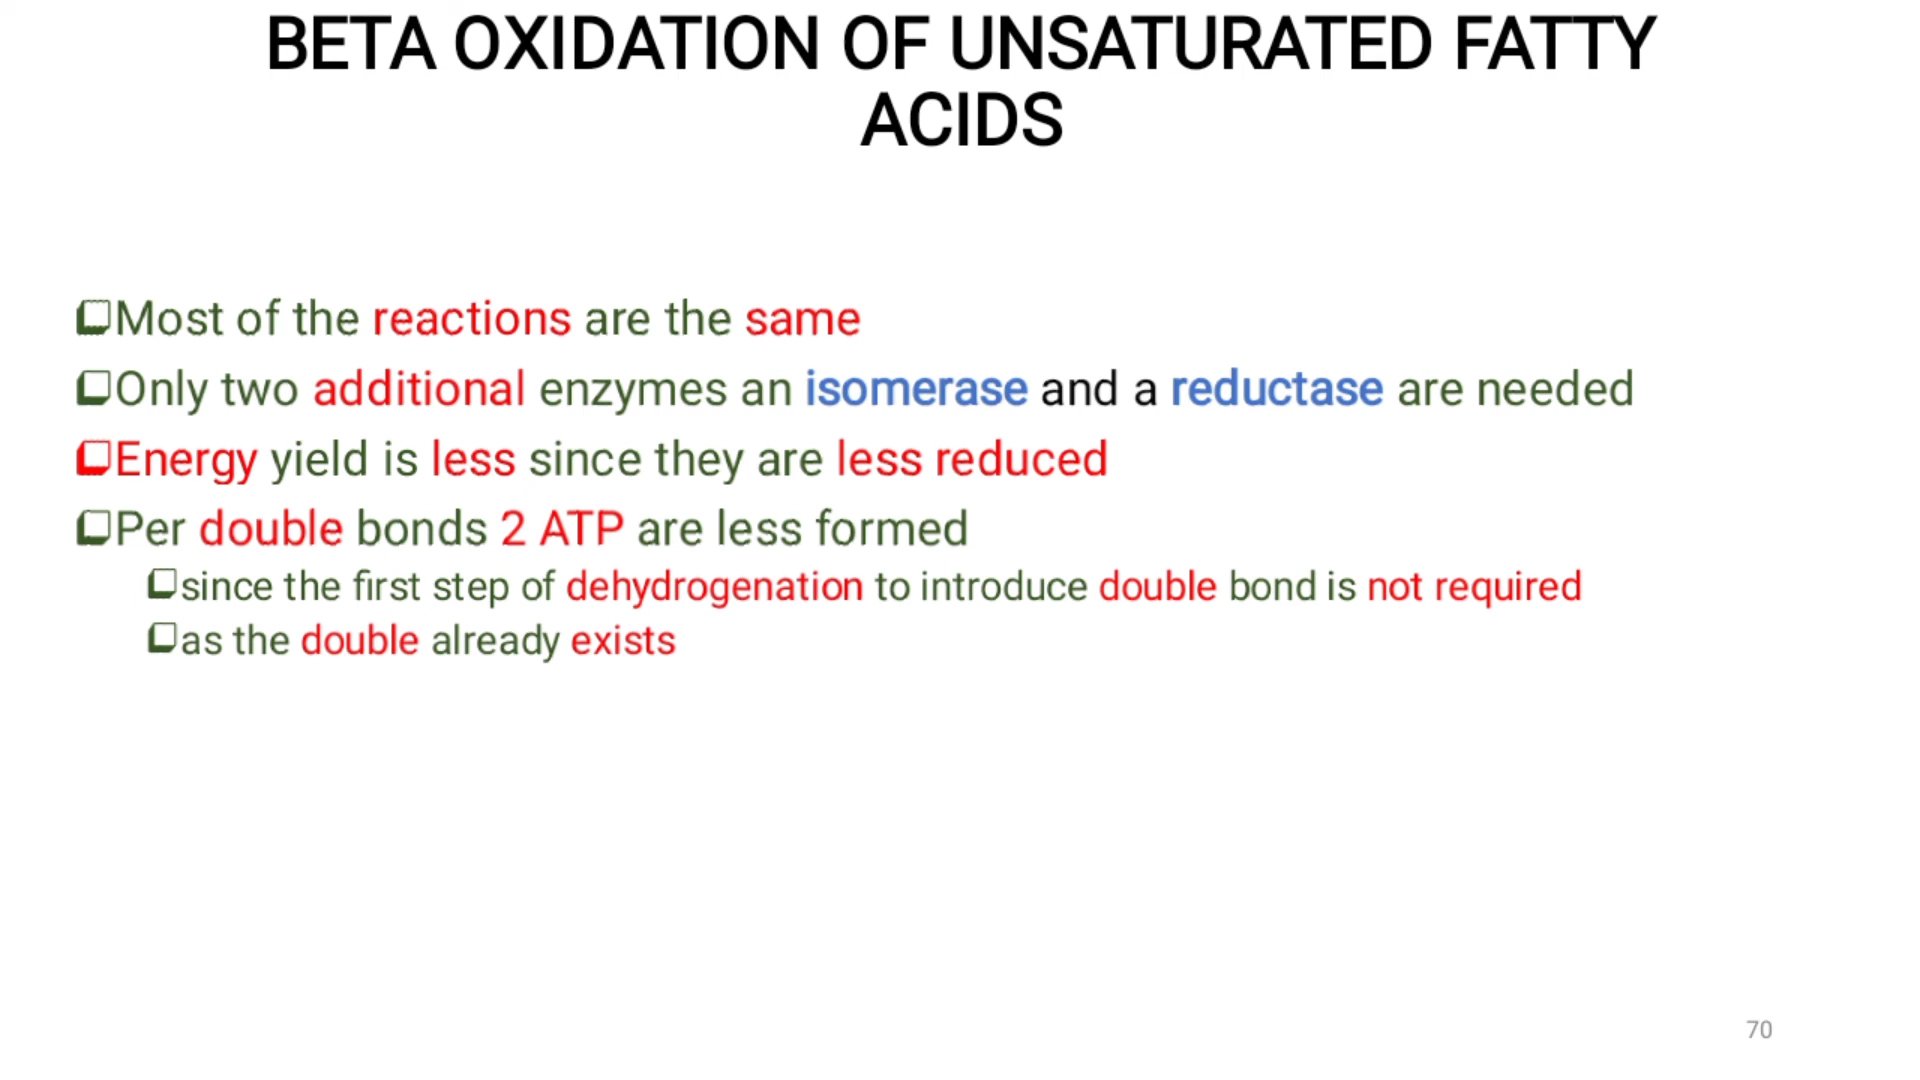 BETA OXIDATION OF UNSATURATED FATTY
ACIDS
❑Most of the reactions are the same
❑Only two additional enzymes an isomerase and a reductase are needed
❑Energy yield is less since they are less reduced
❑Per double bonds 2 ATP are less formed
❑since the first step of dehydrogenation to introduce double bond is not required
❑as the double already exists
70